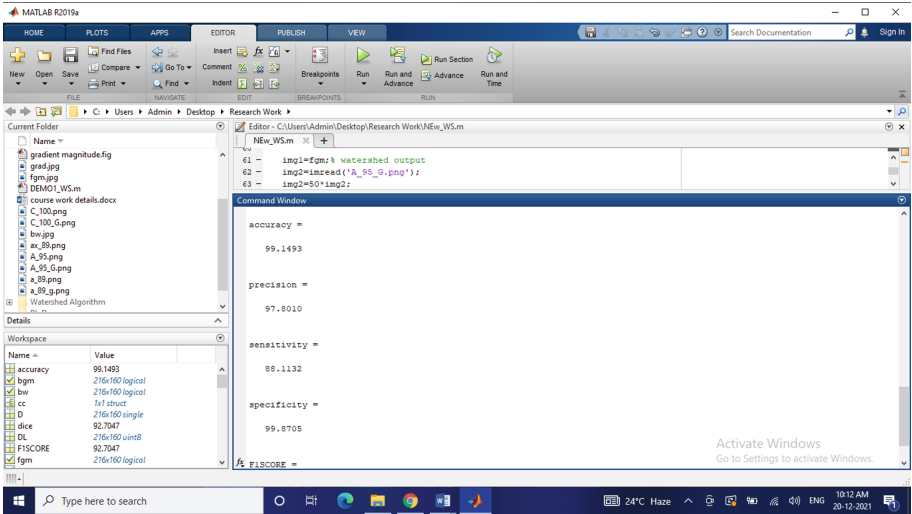 MATLAB R2019a
HOME PLOTS APPS EDITOR PUBLISH VIEW
Search Documentation Sign In
New Open Save
Find Files
Compare
Print
Go To
Find
Insert fx
Comment
Indent
Breakpoints
Run
Run and Advance
Run Section
Advance
Run and Time
FILE NAVIGATE EDIT BREAKPOINTS RUN
C: Users Admin Desktop Research Work
Current Folder
Name
gradient magnitude.fig
grad.jpg
fgm.jpg
DEMO1_WS.m
course work details.docx
C_100.png
C_100_G.png
bw.jpg
ax_89.png
A_95.png
A_95_G.png
a_89.png
a_89_g.png
Watershed Algorithm
Details
Workspace
Name Value
accuracy 99.1493
bgm 216x160 logical
bw 216x160 logical
cc 1x1 struct
D 216x160 single
dice 92.7047
DL 216x160 uint8
F1SCORE 92.7047
fgm 216x160 logical
Editor - C:\Users\Admin\Desktop\Research Work\NEw_WS.m
NEw_WS.m
61 - img1=fgm;% watershed output
62 - img2=imread('A_95_G.png');
63 - img2=50*img2;
Command Window
accuracy =
99.1493
precision =
97.8010
sensitivity =
88.1132
specificity =
99.8705
fx F1SCORE =
Activate Windows
Go to Settings to activate Windows.
Type here to search
24°C Haze
ENG
10:12 AM
20-12-2021